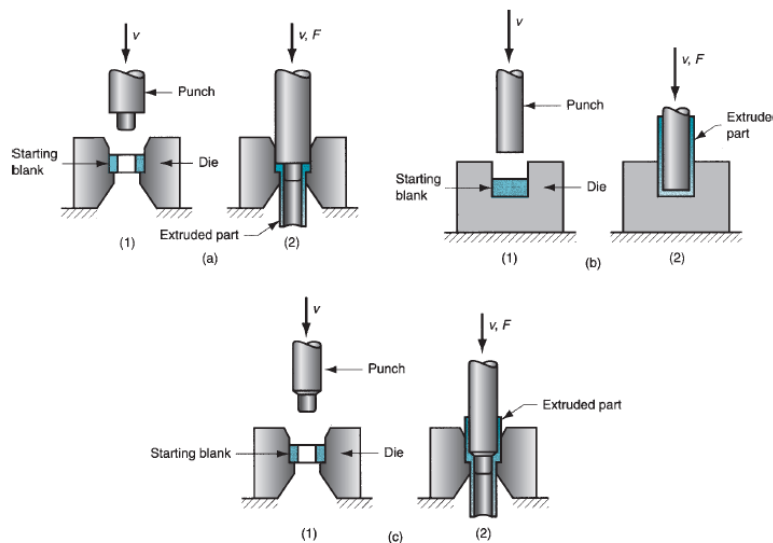 v
v, F
Punch
Starting
blank
Die
Extruded part
(1)
(2)
(a)
v
v, F
Punch
Extruded
part
Starting
blank
Die
(1)
(b)
(2)
v
v, F
Punch
Extruded part
Starting blank
Die
(1)
(c)
(2)